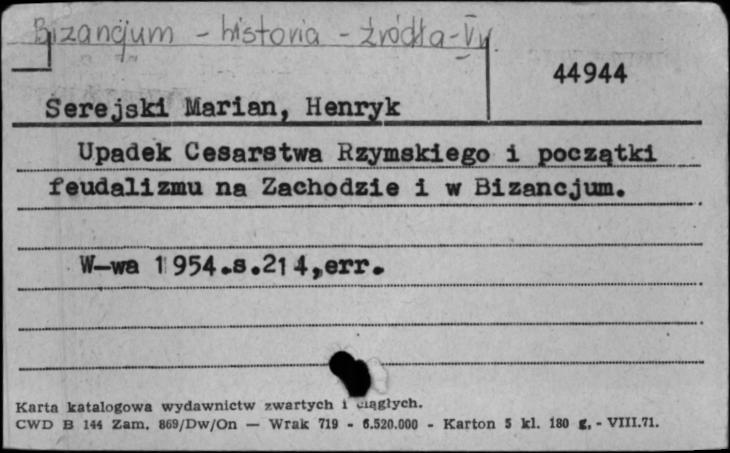 Bizancjum - historia - źródła - Vy
44944
Serejski Marian, Henryk
Upadek Cesarstwa Rzymskiego i początki
feudalizmu na Zachodzie i w Bizancjum.
W-wa 1954.s.214,err.
Karta katalogowa wydawnictw zwartych i ciągłych.
CWD B 144 Zam. 869/Dw/On — Wrak 719 - 6.520.000 - Karton 5 kl. 180 g. - VIII.71.